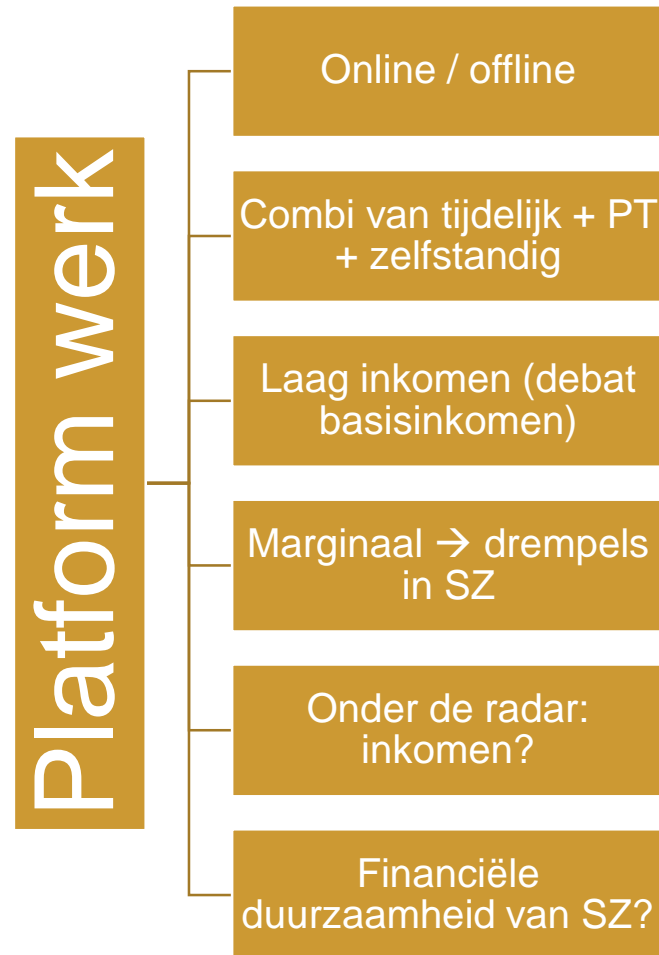 Platform werk
Online / offline
Combi van tijdelijk + PT
+ zelfstandig
Laag inkomen (debat
basisinkomen)
Marginaal → drempels
in SZ
Onder de radar:
inkomen?
Financiële
duurzaamheid van SZ?